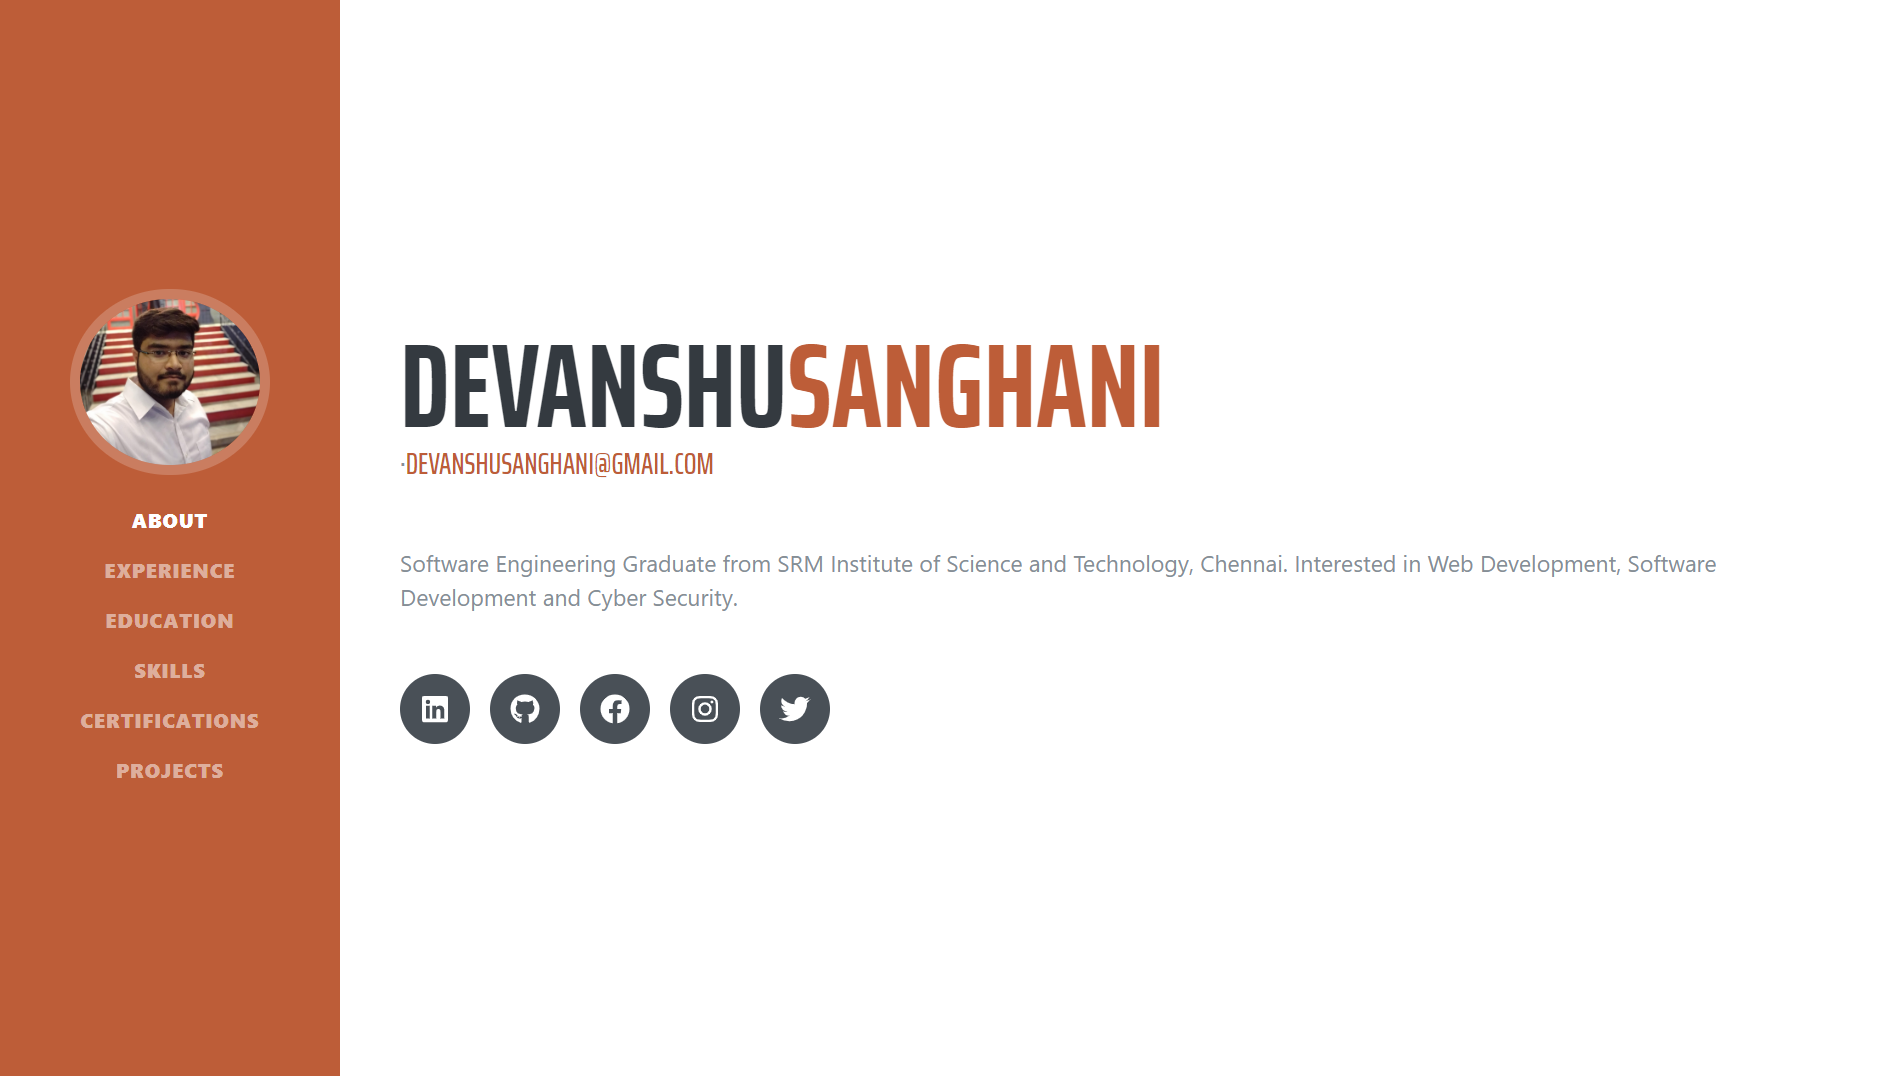 ABOUT
EXPERIENCE
EDUCATION
SKILLS
CERTIFICATIONS
PROJECTS
DEVANSHUSANGHANI
·DEVANSHUSANGHANI@GMAIL.COM
Software Engineering Graduate from SRM Institute of Science and Technology, Chennai. Interested in Web Development, Software
Development and Cyber Security.